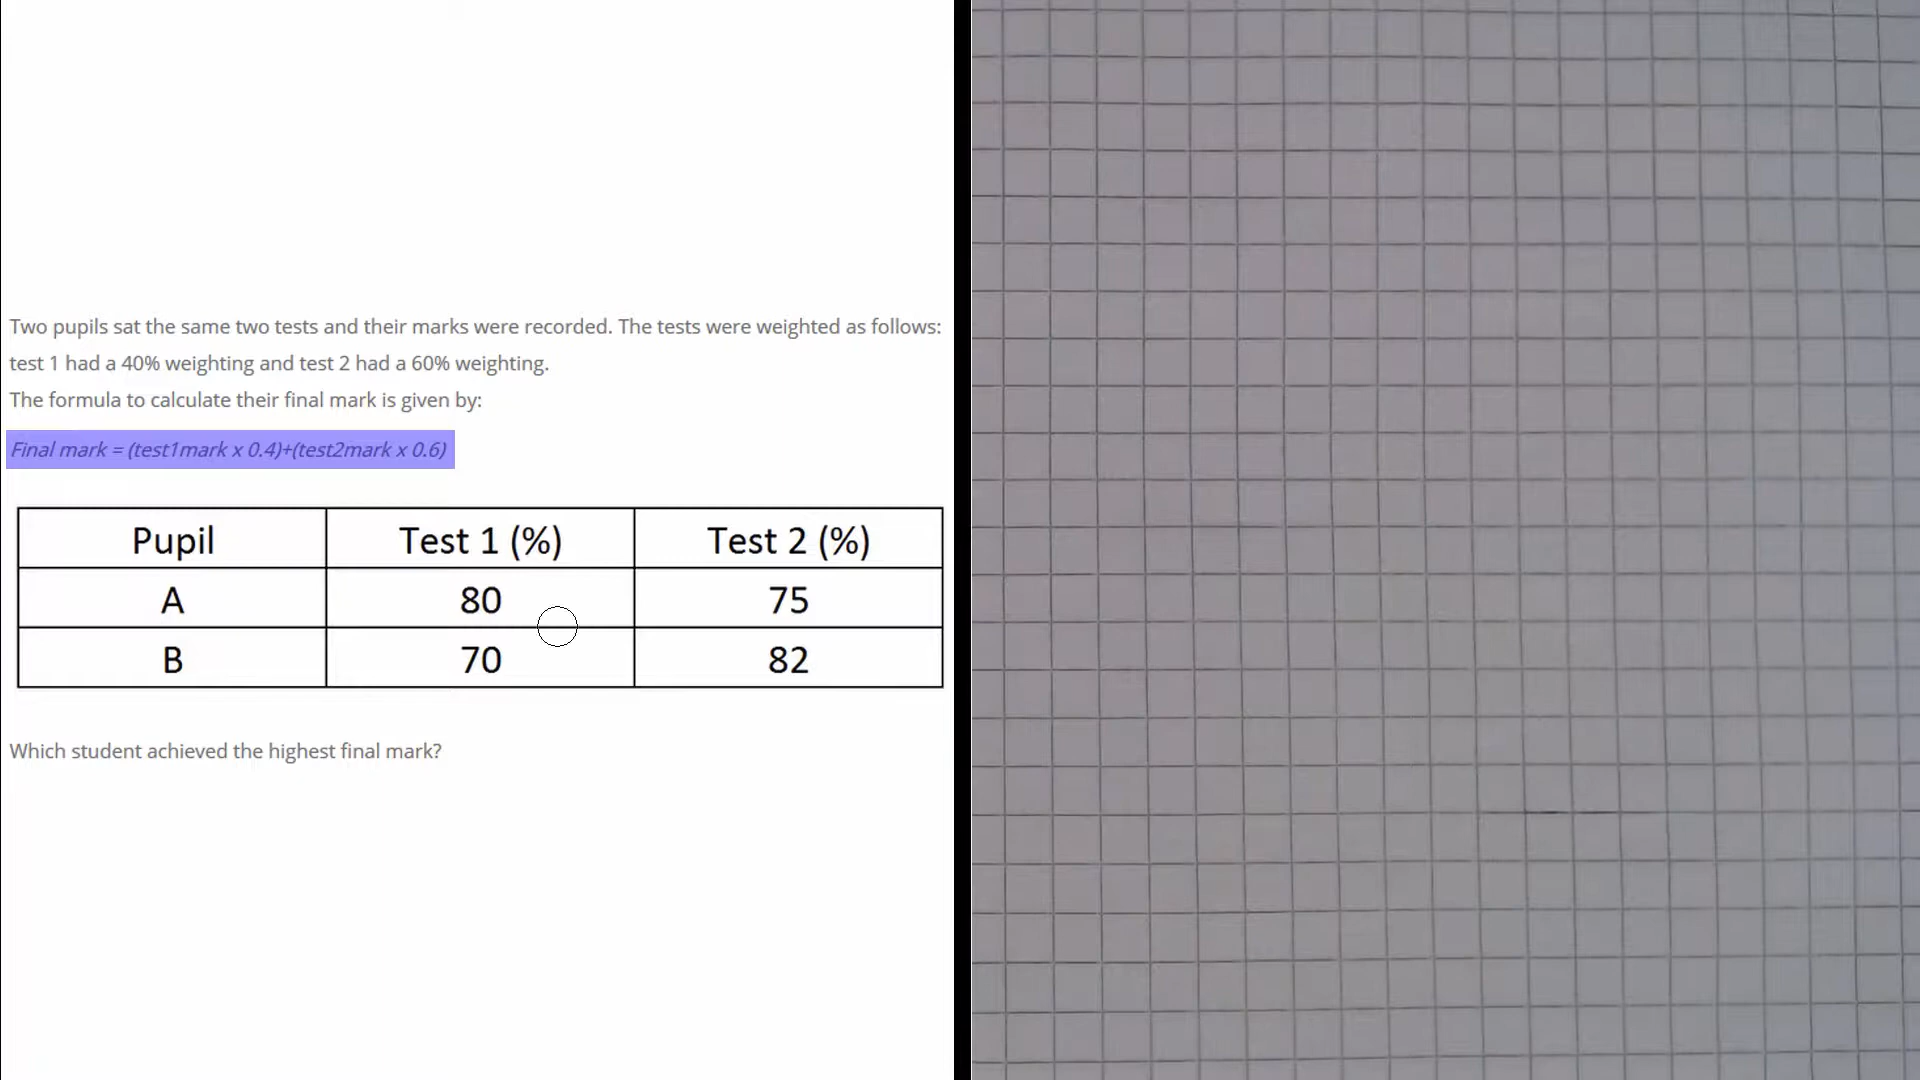 Two pupils sat the same two tests and their marks were recorded. The tests were weighted as follows:
test 1 had a 40% weighting and test 2 had a 60% weighting.
The formula to calculate their final mark is given by:
Final mark = (test1mark x 0.4)+(test2mark x 0.6)
Pupil Test 1 (%) Test 2 (%)
A 80 75
B 70 82
Which student achieved the highest final mark?